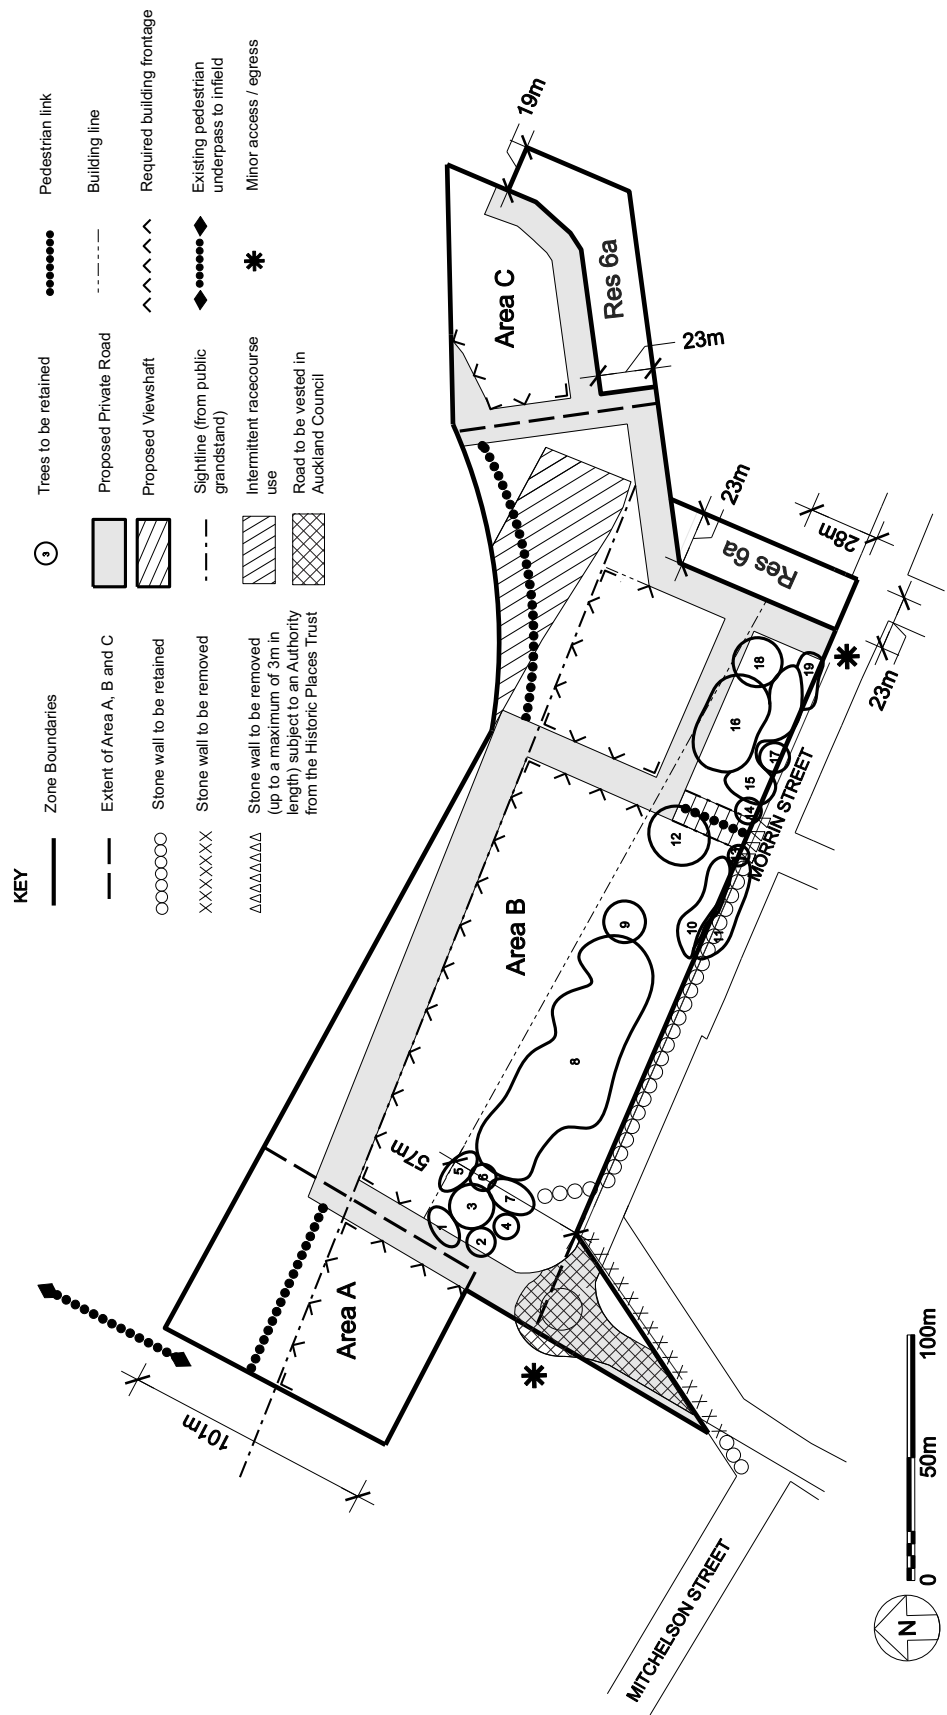 KEY
Zone Boundaries
Extent of Area A, B and C
Stone wall to be retained
Stone wall to be removed
Stone wall to be removed
(up to a maximum of 3m in
length) subject to an Authority
from the Historic Places Trust
3
Trees to be retained
Proposed Private Road
Proposed Viewshaft
Sightline (from public
grandstand)
Intermittent racecourse
use
Road to be vested in
Auckland Council
Pedestrian link
Building line
Required building frontage
Existing pedestrian
underpass to infield
Minor access / egress
101m
Area A
57m
Area B
Area C
19m
Res 6a
23m
23m
Res 6a
28m
23m
1
2
3
4
5
6
7
8
9
10
11
12
13
14
15
16
17
18
19
MORRIN STREET
MITCHELSON STREET
N
0
50m
100m